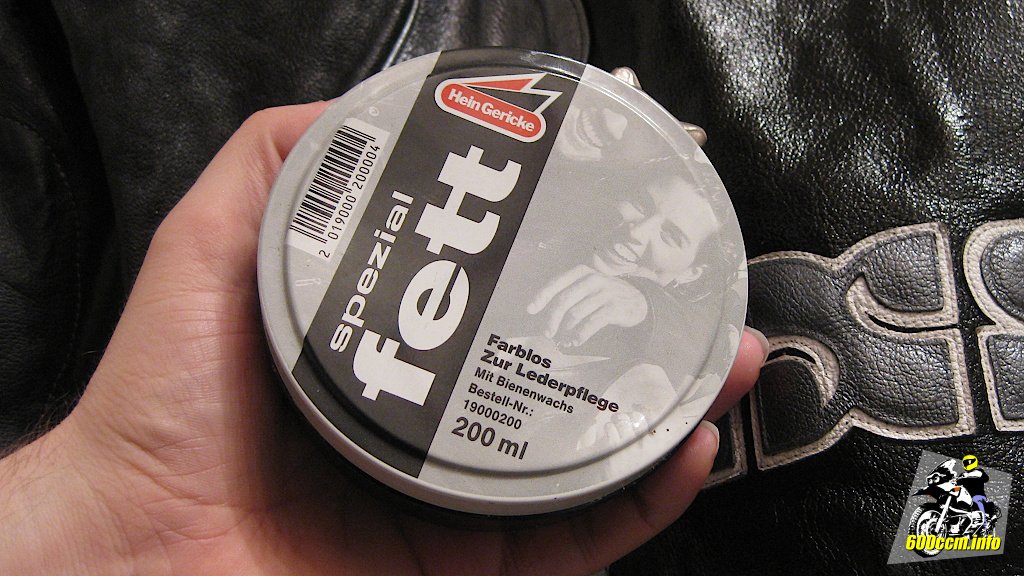 Hein Gericke
spezial
fett
2 019000 200004
Farblos
Zur Lederpflege
Mit Bienenwachs
Bestell-Nr.:
19000200
200 ml
600ccm.info